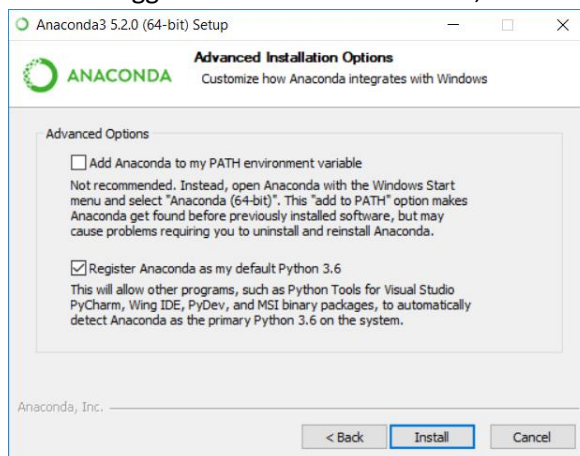 Anaconda3 5.2.0 (64-bit) Setup
ANACONDA
Advanced Installation Options
Customize how Anaconda integrates with Windows
Advanced Options
Add Anaconda to my PATH environment variable
Not recommended. Instead, open Anaconda with the Windows Start
menu and select "Anaconda (64-bit)". This "add to PATH" option makes
Anaconda get found before previously installed software, but may
cause problems requiring you to uninstall and reinstall Anaconda.
Register Anaconda as my default Python 3.6
This will allow other programs, such as Python Tools for Visual Studio
PyCharm, Wing IDE, PyDev, and MSI binary packages, to automatically
detect Anaconda as the primary Python 3.6 on the system.
Anaconda, Inc.
< Back Install Cancel